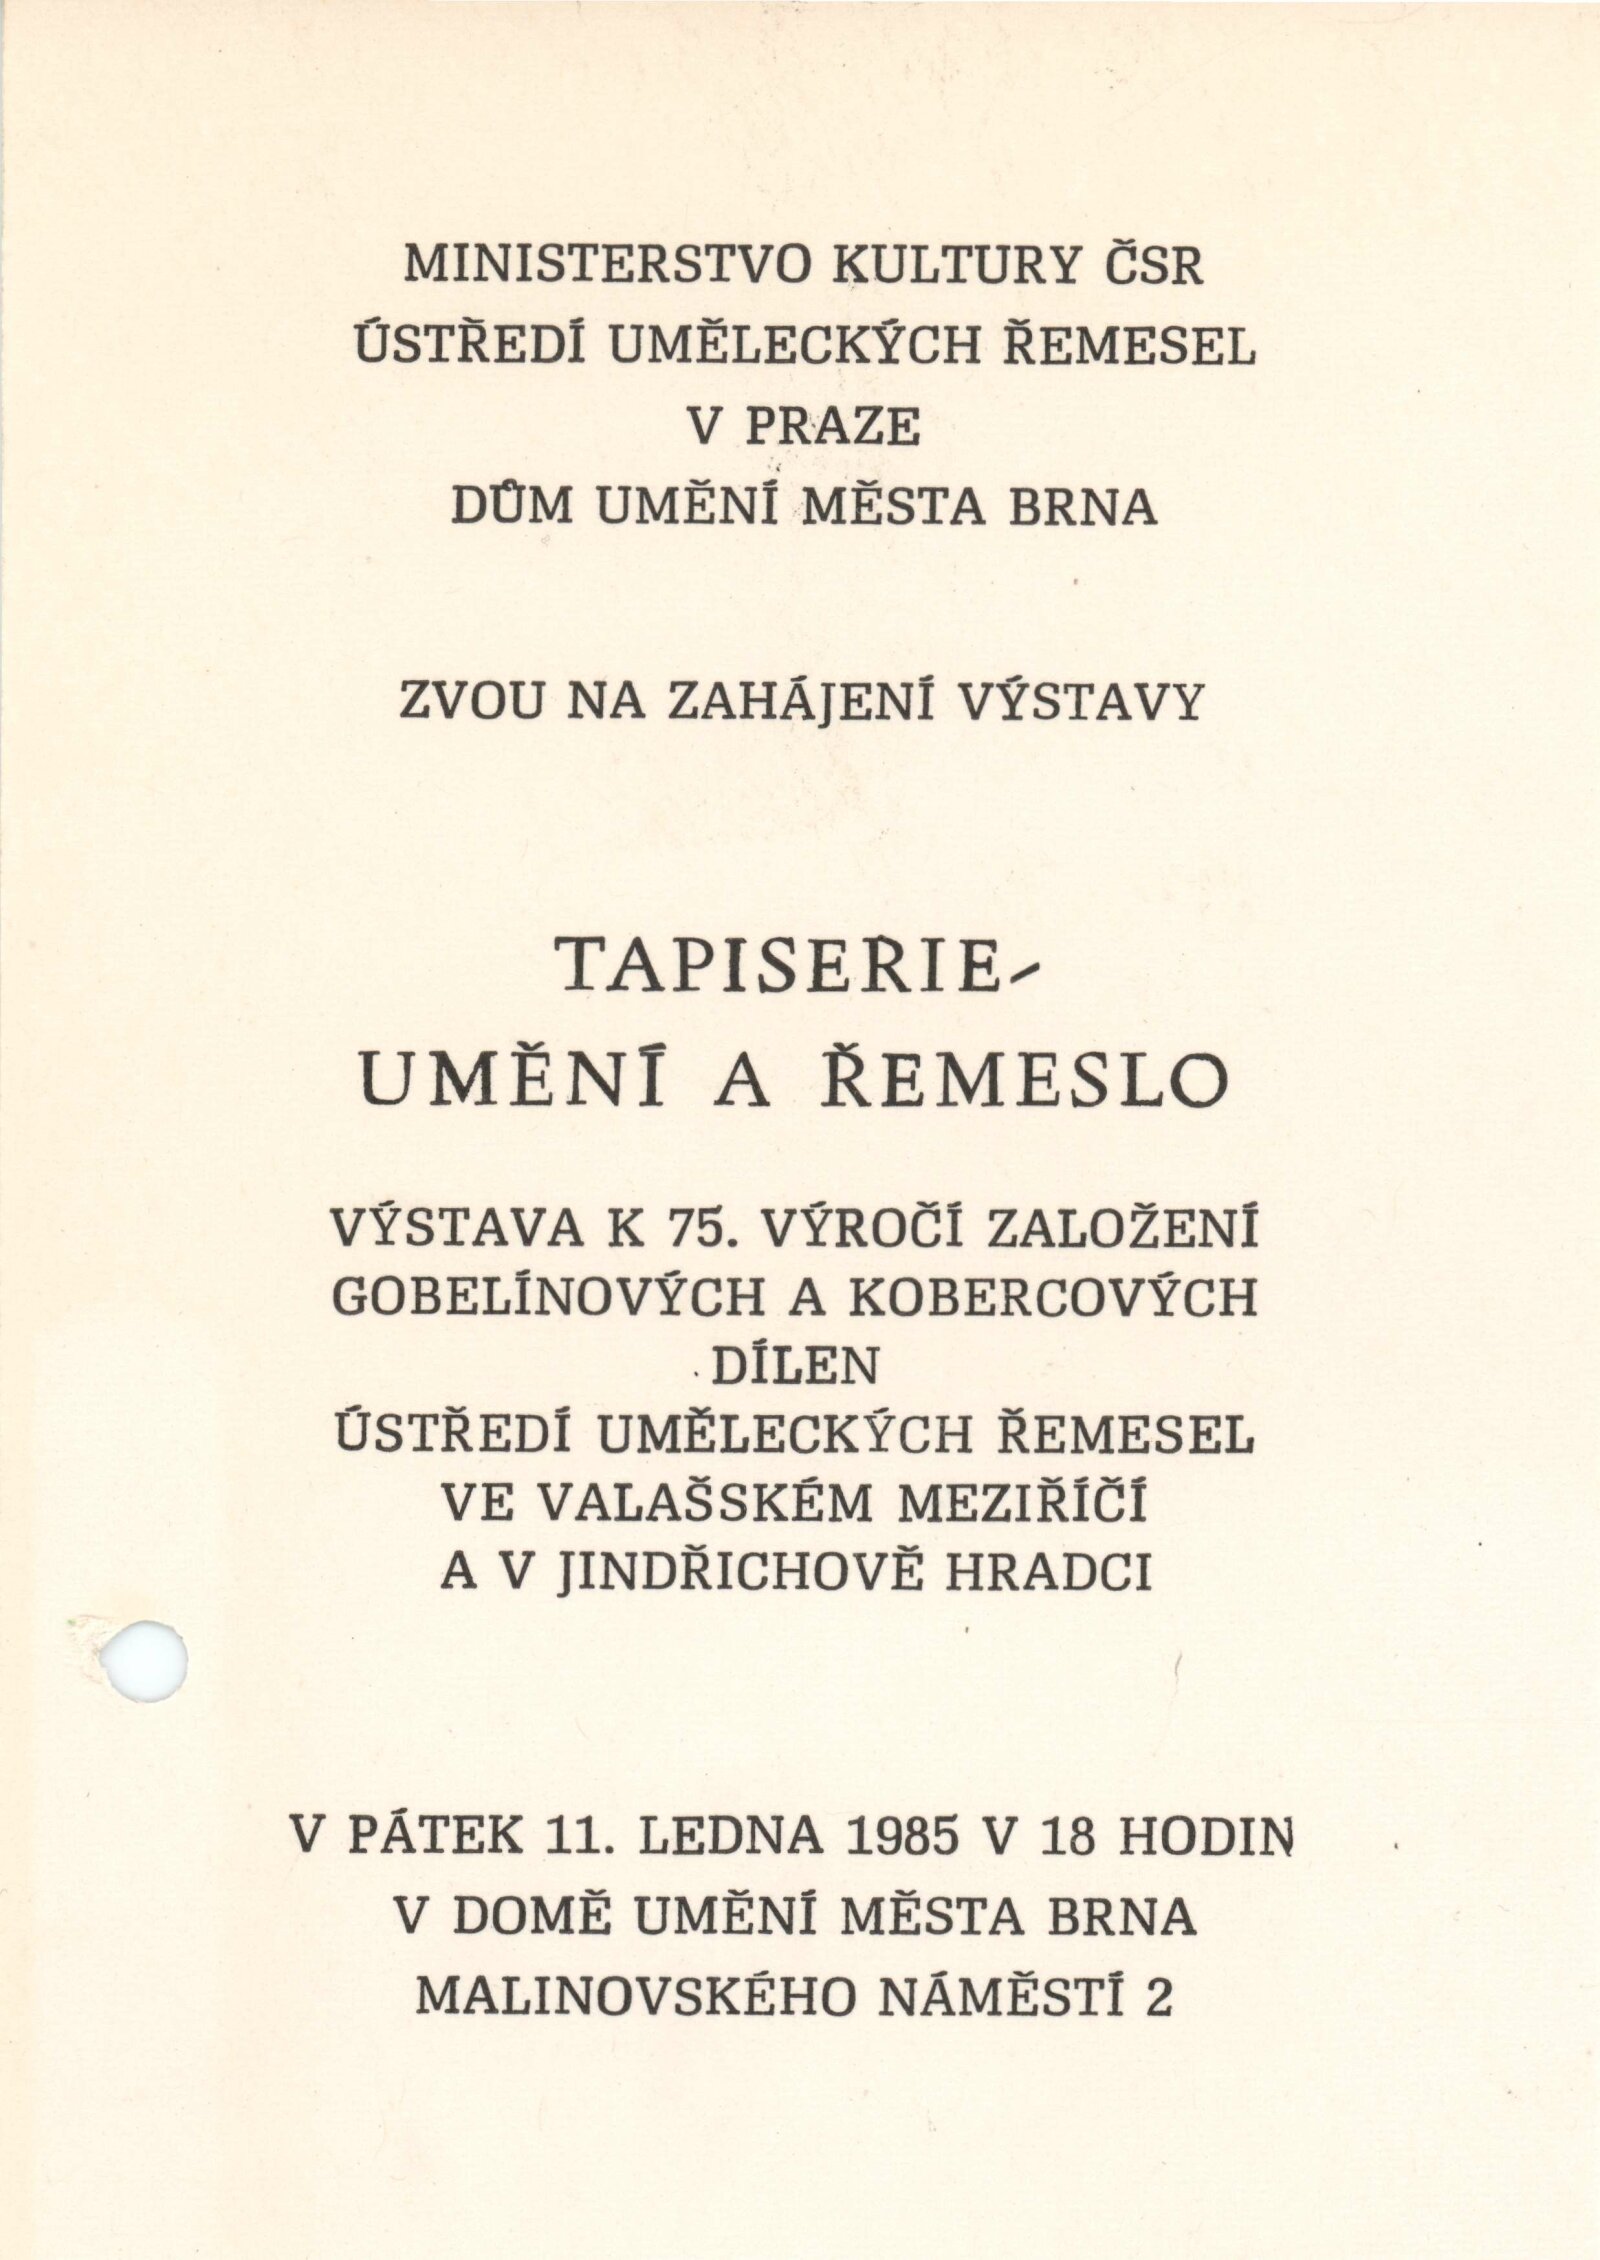 MINISTERSTVO KULTURY ČSR
ÚSTŘEDÍ UMĚLECKÝCH ŘEMESEL
V PRAZE
DŮM UMĚNÍ MĚSTA BRNA
ZVOU NA ZAHÁJENÍ VÝSTAVY
TAPISERIE-
UMĚNÍ A ŘEMESLO
VÝSTAVA K 75. VÝROČÍ ZALOŽENÍ
GOBELÍNOVÝCH A KOBERCOVÝCH
DÍLEN
ÚSTŘEDÍ UMĚLECKÝCH ŘEMESEL
VE VALAŠSKÉM MEZIŘÍČÍ
A V JINDŘICHOVĚ HRADCI
V PÁTEK 11. LEDNA 1985 V 18 HODIN
V DOMĚ UMĚNÍ MĚSTA BRNA
MALINOVSKÉHO NÁMĚSTÍ 2